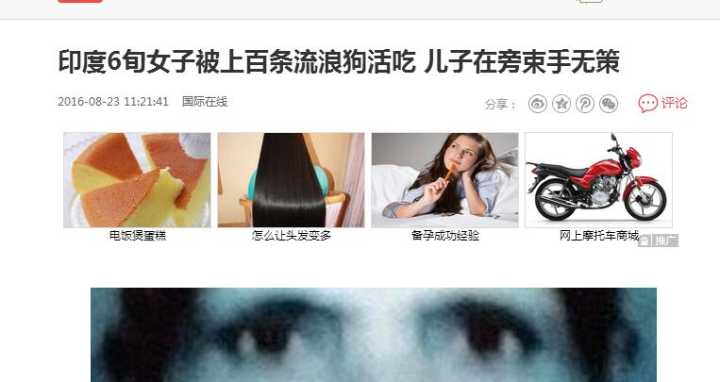 印度6旬女子被上百条流浪狗活吃 儿子在旁束手无策
2016-08-23 11:21:41 国际在线 分享： 评论
电饭煲蛋糕 怎么让头发变多 备孕成功经验 网上摩托车商城
推广